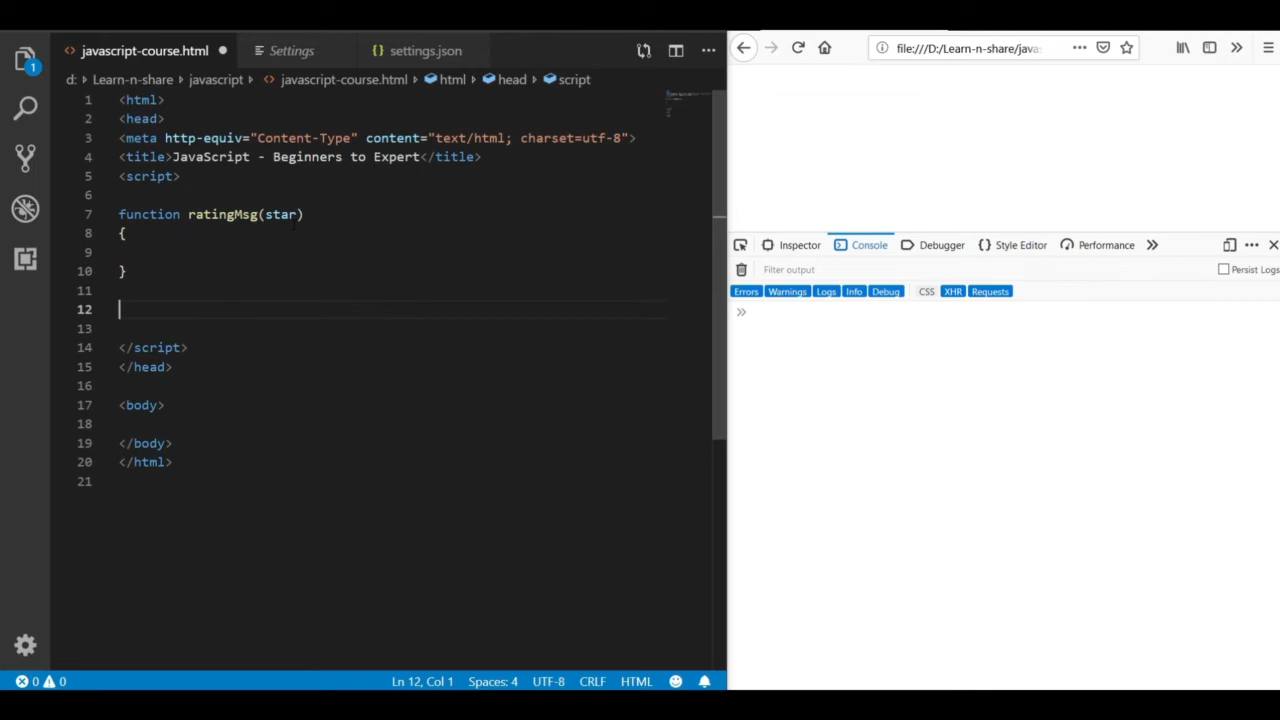 javascript-course.html
Settings
settings.json
1
d: Learn-n-share javascript javascript-course.html html head script
1 <html>
2 <head>
3 <meta http-equiv="Content-Type" content="text/html; charset=utf-8">
4 <title>JavaScript - Beginners to Expert</title>
5 <script>
6
7 function ratingMsg(star)
8 {
9
10 }
11
12
13
14 </script>
15 </head>
16
17 <body>
18
19 </body>
20 </html>
21
0 0 Ln 12, Col 1 Spaces: 4 UTF-8 CRLF HTML
file:///D:/Learn-n-share/java
Inspector Console Debugger Style Editor Performance
Filter output Persist Logs
Errors Warnings Logs Info Debug CSS XHR Requests